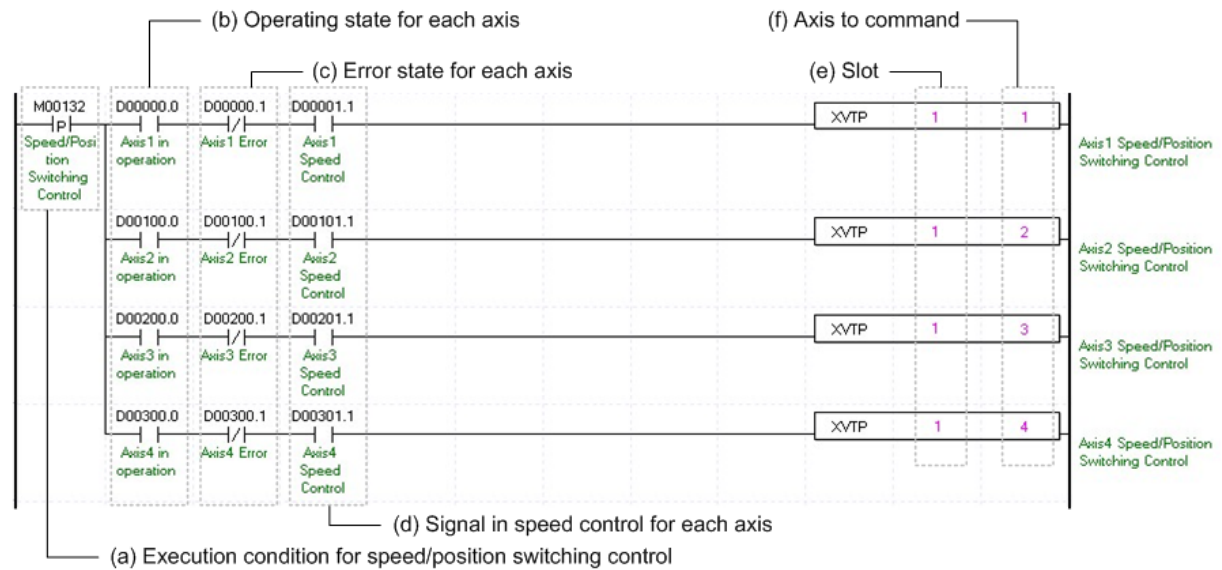 (b) Operating state for each axis
(f) Axis to command
(c) Error state for each axis
(e) Slot
M00132
D00000.0
D00000.1
D00001.1
P
XVTP
1
1
Speed/Posi
tion
Switching
Control
Axis1 in
operation
Axis1 Error
Axis1
Speed
Control
Axis1 Speed/Position
Switching Control
D00100.0
D00100.1
D00101.1
XVTP
1
2
Axis2 in
operation
Axis2 Error
Axis2
Speed
Control
Axis2 Speed/Position
Switching Control
D00200.0
D00200.1
D00201.1
XVTP
1
3
Axis3 in
operation
Axis3 Error
Axis3
Speed
Control
Axis3 Speed/Position
Switching Control
D00300.0
D00300.1
D00301.1
XVTP
1
4
Axis4 in
operation
Axis4 Error
Axis4
Speed
Control
Axis4 Speed/Position
Switching Control
(d) Signal in speed control for each axis
(a) Execution condition for speed/position switching control